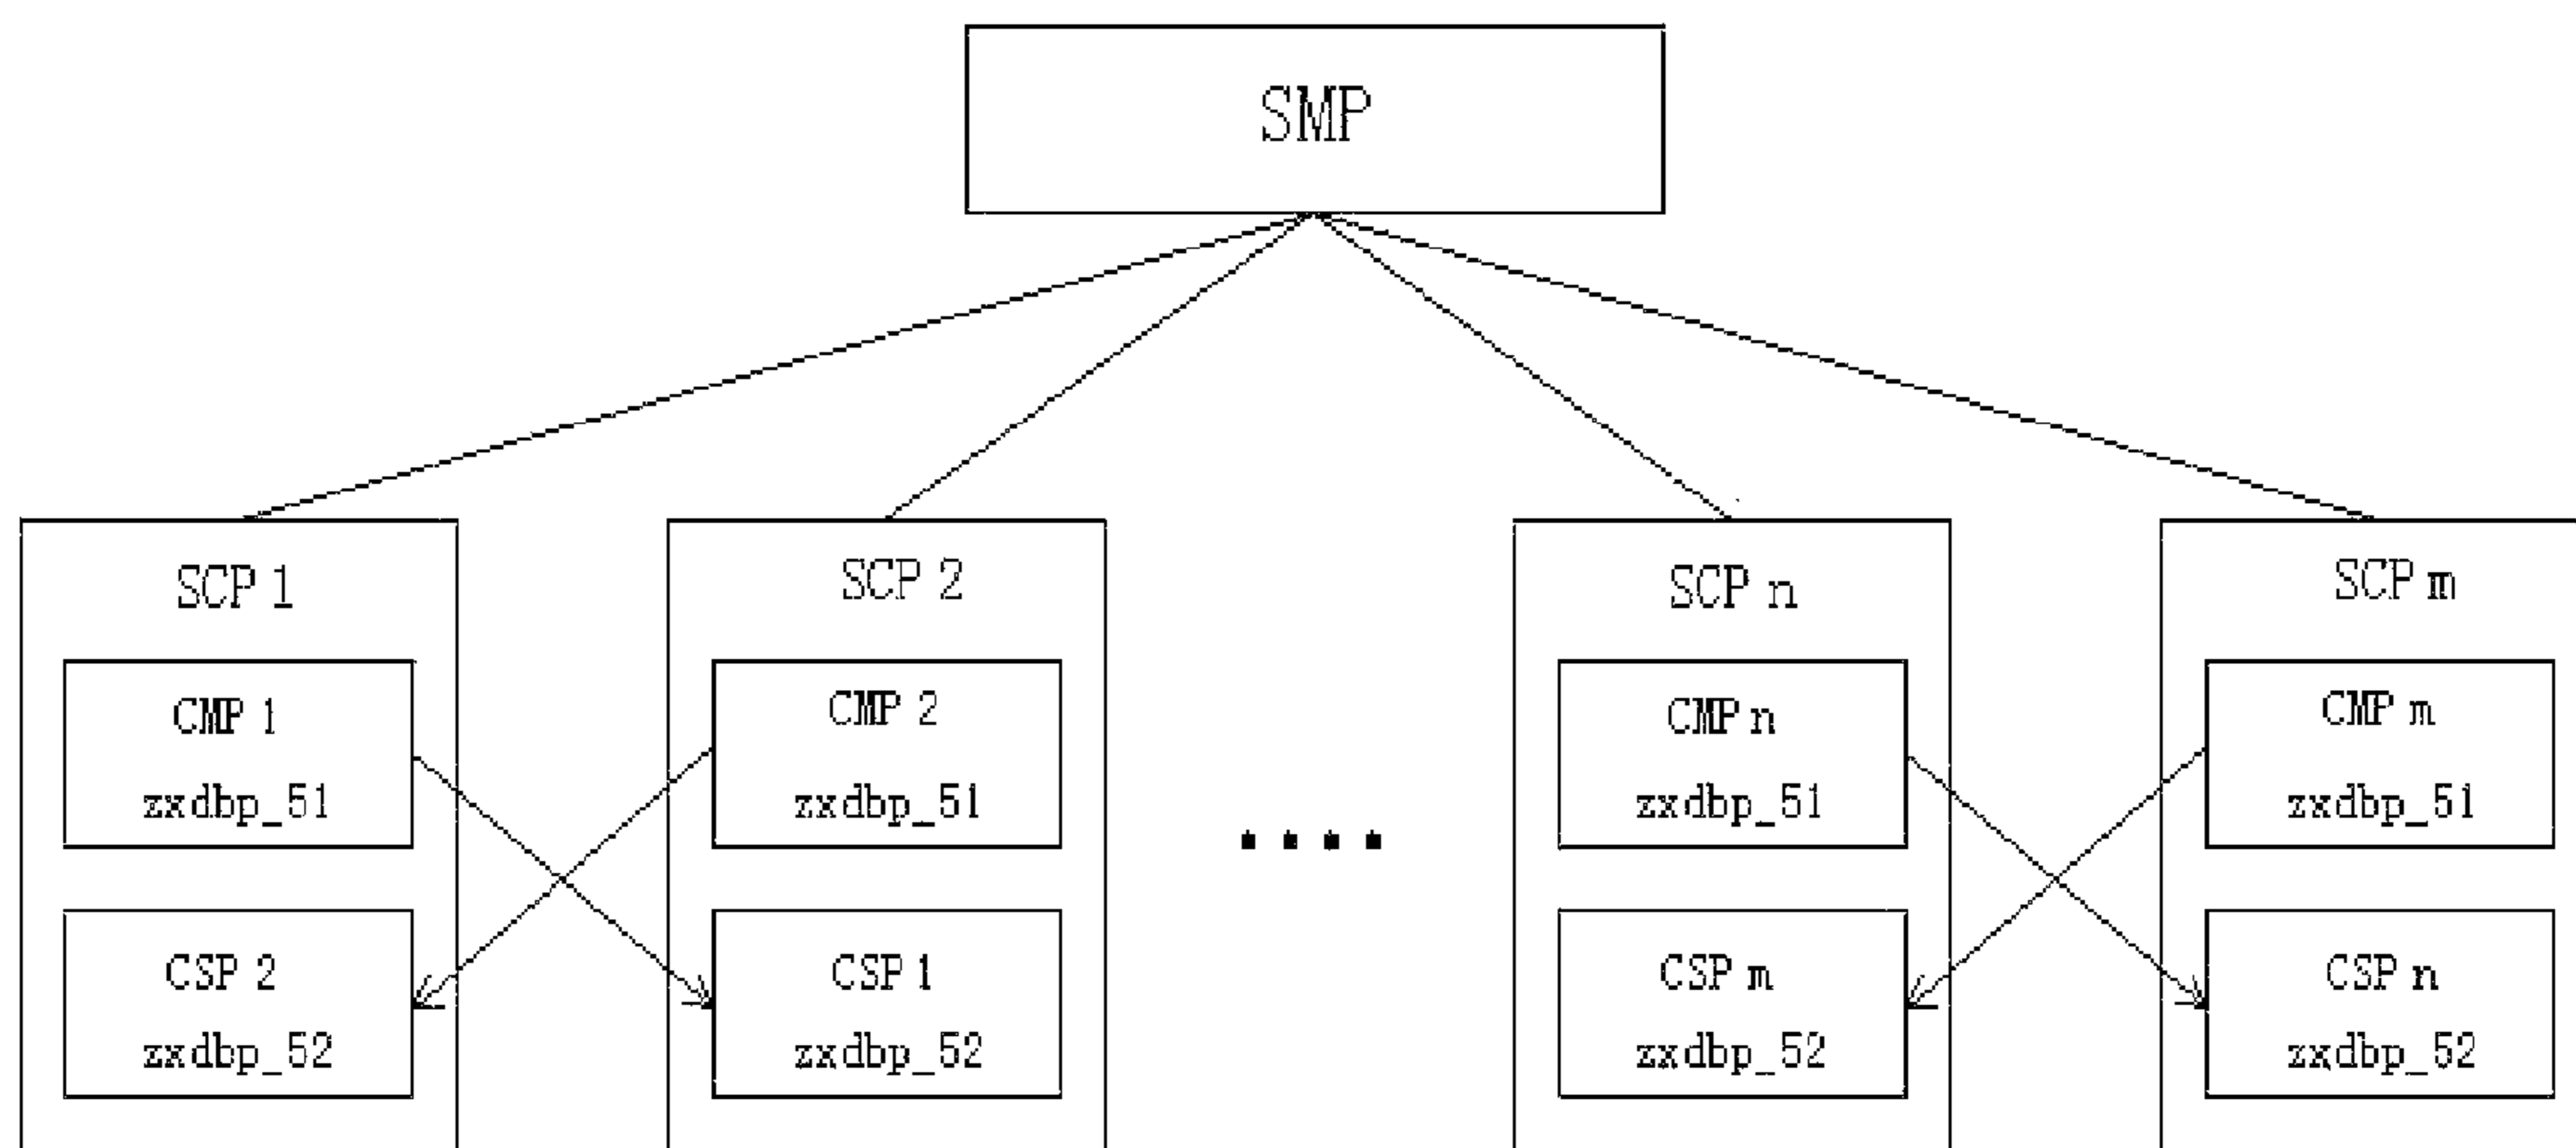 SMP
SCP 1
CMP 1
zxdbp_51
CSP 2
zxdbp_52
SCP 2
CMP 2
zxdbp_51
CSP 1
zxdbp_52
....
SCP n
CMP n
zxdbp_51
CSP m
zxdbp_52
SCP m
CMP m
zxdbp_51
CSP n
zxdbp_52